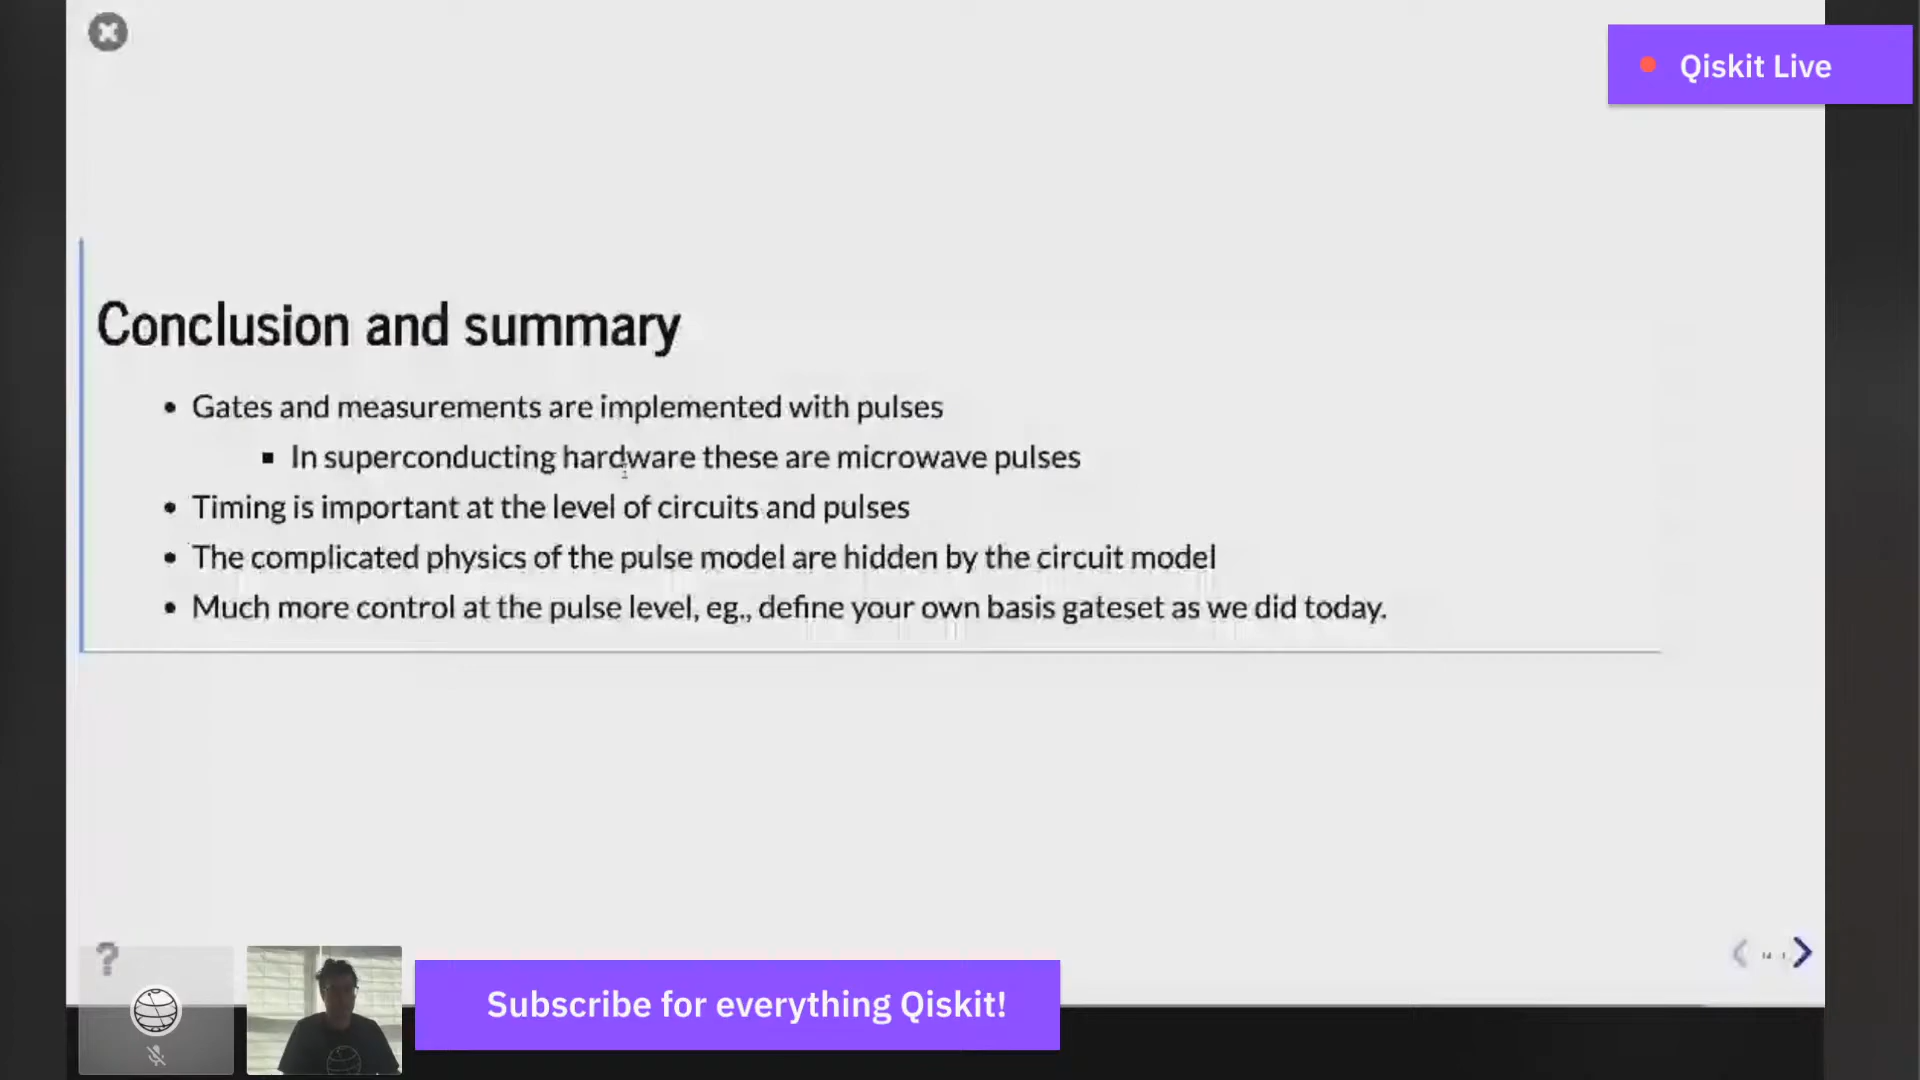 Qiskit Live
Conclusion and summary
• Gates and measurements are implemented with pulses
▪ In superconducting hardware these are microwave pulses
• Timing is important at the level of circuits and pulses
• The complicated physics of the pulse model are hidden by the circuit model
• Much more control at the pulse level, eg., define your own basis gateset as we did today.
?
Subscribe for everything Qiskit!